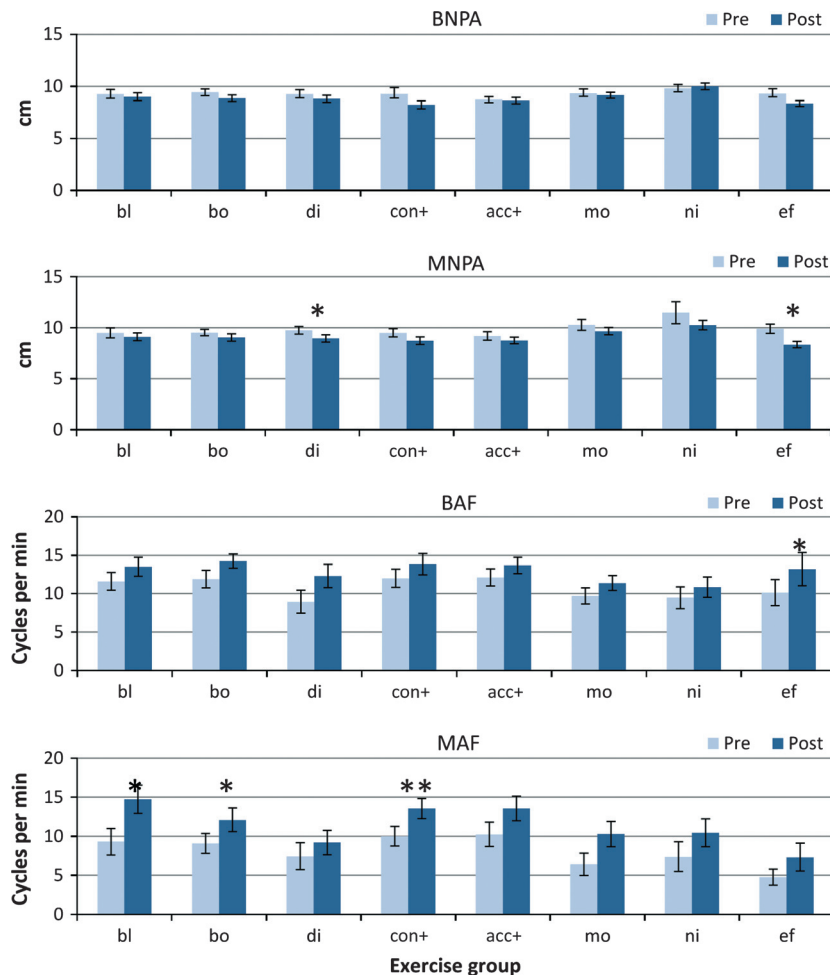 BNPA
Pre Post
15
10
5
0
cm
bl bo di con+ acc+ mo ni ef
MNPA
Pre Post
15
10
5
0
cm
* *
bl bo di con+ acc+ mo ni ef
BAF
Pre Post
20
15
10
5
0
Cycles per min
*
bl bo di con+ acc+ mo ni ef
MAF
Pre Post
20
15
10
5
0
Cycles per min
* * **
bl bo di con+ acc+ mo ni ef
Exercise group